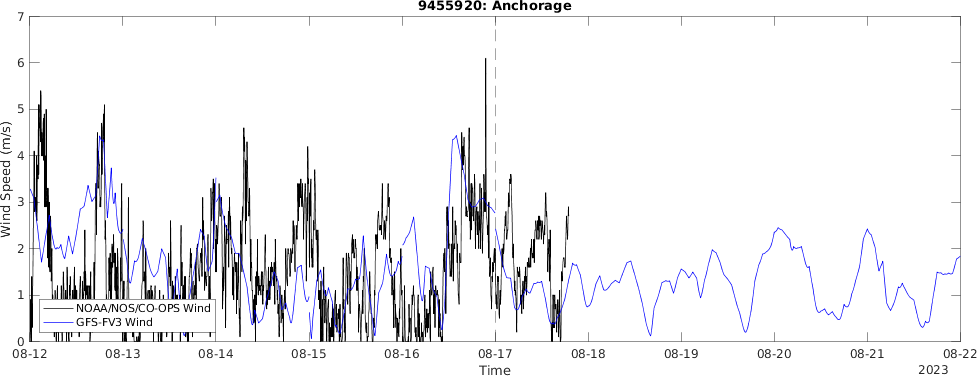 9455920: Anchorage
Wind Speed (m/s)
7
6
5
4
3
2
1
0
NOAA/NOS/CO-OPS Wind
GFS-FV3 Wind
08-12 08-13 08-14 08-15 08-16 08-17 08-18 08-19 08-20 08-21 08-22
Time
2023